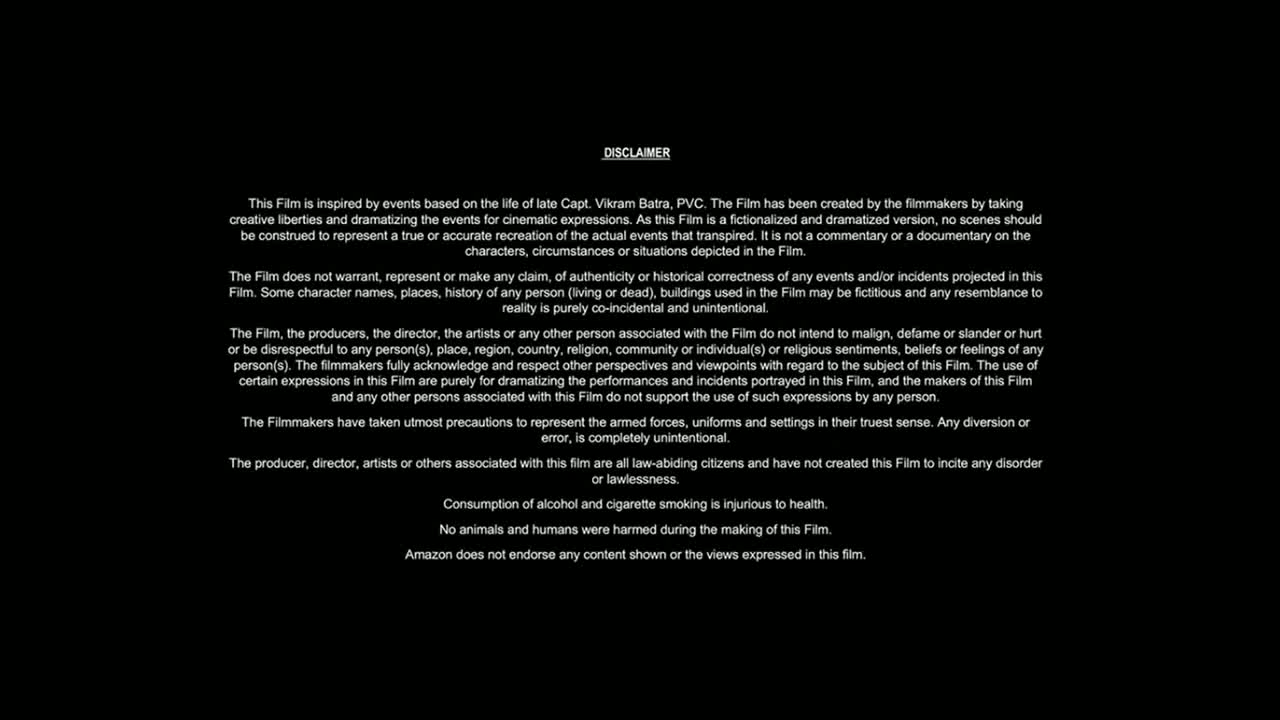 DISCLAIMER
This Film is inspired by events based on the life of late Capt. Vikram Batra, PVC. The Film has been created by the filmmakers by taking
creative liberties and dramatizing the events for cinematic expressions. As this Film is a fictionalized and dramatized version, no scenes should
be construed to represent a true or accurate recreation of the actual events that transpired. It is not a commentary or a documentary on the
characters, circumstances or situations depicted in the Film.
The Film does not warrant, represent or make any claim, of authenticity or historical correctness of any events and/or incidents projected in this
Film. Some character names, places, history of any person (living or dead), buildings used in the Film may be fictitious and any resemblance to
reality is purely co-incidental and unintentional.
The Film, the producers, the director, the artists or any other person associated with the Film do not intend to malign, defame or slander or hurt
or be disrespectful to any person(s), place, region, country, religion, community or individual(s) or religious sentiments, beliefs or feelings of any
person(s). The filmmakers fully acknowledge and respect other perspectives and viewpoints with regard to the subject of this Film. The use of
certain expressions in this Film are purely for dramatizing the performances and incidents portrayed in this Film, and the makers of this Film
and any other persons associated with this Film do not support the use of such expressions by any person.
The Filmmakers have taken utmost precautions to represent the armed forces, uniforms and settings in their truest sense. Any diversion or
error, is completely unintentional.
The producer, director, artists or others associated with this film are all law-abiding citizens and have not created this Film to incite any disorder
or lawlessness.
Consumption of alcohol and cigarette smoking is injurious to health.
No animals and humans were harmed during the making of this Film.
Amazon does not endorse any content shown or the views expressed in this film.